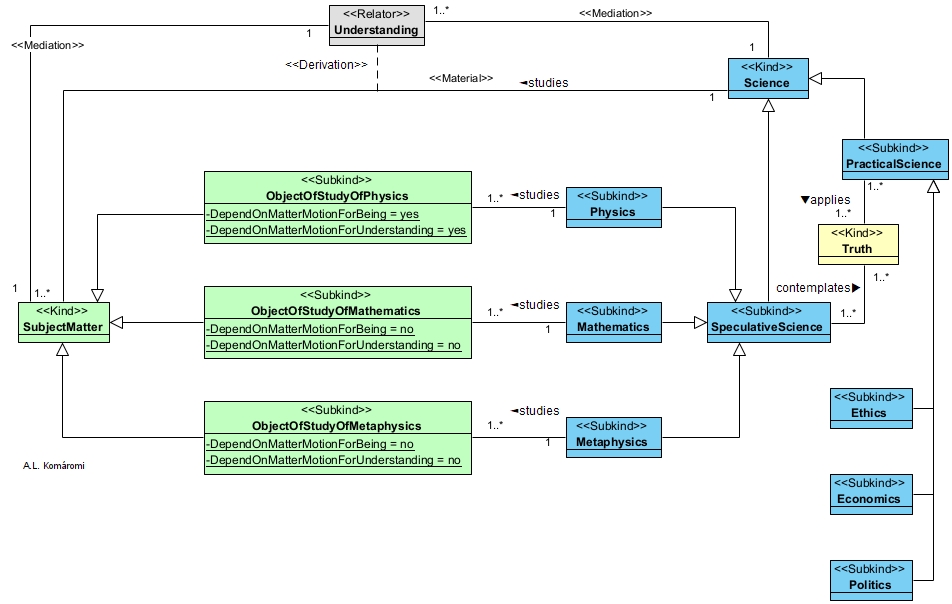 <<Relator>>
Understanding
1..*
<<Mediation>>
1
<<Mediation>>
1
<<Derivation>>
<<Kind>>
Science
<<Material>>
◄studies
1
<<Subkind>>
PracticalScience
1..*
▼applies
1..*
<<Kind>>
Truth
1..*
contemplates▶
1..*
<<Subkind>>
ObjectOfStudyOfPhysics
-DependOnMatterMotionForBeing = yes
-DependOnMatterMotionForUnderstanding = yes
1..*
◄studies
1
<<Subkind>>
Physics
1
1..*
<<Kind>>
SubjectMatter
<<Subkind>>
ObjectOfStudyOfMathematics
-DependOnMatterMotionForBeing = no
-DependOnMatterMotionForUnderstanding = no
1..*
◄studies
1
<<Subkind>>
Mathematics
<<Subkind>>
SpeculativeScience
<<Subkind>>
ObjectOfStudyOfMetaphysics
-DependOnMatterMotionForBeing = no
-DependOnMatterMotionForUnderstanding = no
1..*
◄studies
1
<<Subkind>>
Metaphysics
<<Subkind>>
Ethics
<<Subkind>>
Economics
<<Subkind>>
Politics
A.L. Komáromi